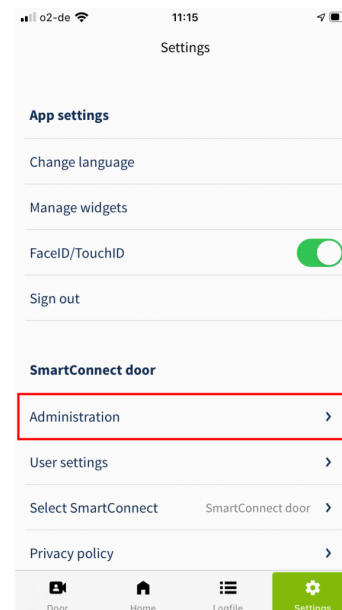 o2-de 11:15
Settings
App settings
Change language
Manage widgets
FaceID/TouchID
Sign out
SmartConnect door
Administration
User settings
Select SmartConnect SmartConnect door
Privacy policy
Door Home Logfile Settings